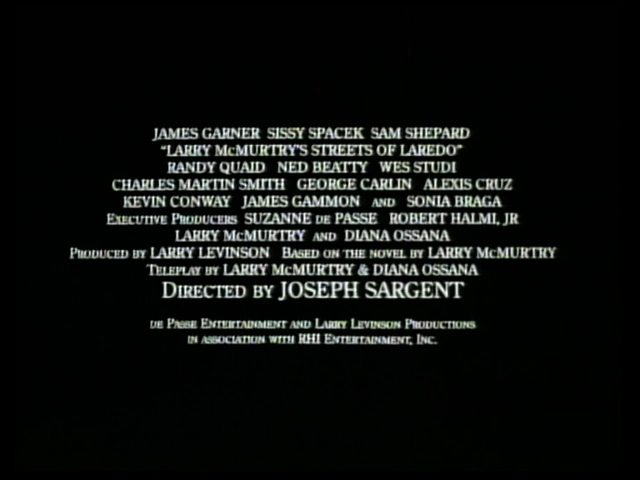 JAMES GARNER SISSY SPACEK SAM SHEPARD
"LARRY McMURTRY'S STREETS OF LAREDO"
RANDY QUAID NED BEATTY WES STUDI
CHARLES MARTIN SMITH GEORGE CARLIN ALEXIS CRUZ
KEVIN CONWAY JAMES GAMMON AND SONIA BRAGA
EXECUTIVE PRODUCERS SUZANNE DE PASSE ROBERT HALMI, JR
LARRY McMURTRY AND DIANA OSSANA
PRODUCED BY LARRY LEVINSON BASED ON THE NOVEL BY LARRY McMURTRY
TELEPLAY BY LARRY McMURTRY & DIANA OSSANA
DIRECTED BY JOSEPH SARGENT
DE PASSE ENTERTAINMENT AND LARRY LEVINSON PRODUCTIONS
IN ASSOCIATION WITH RHI ENTERTAINMENT, INC.